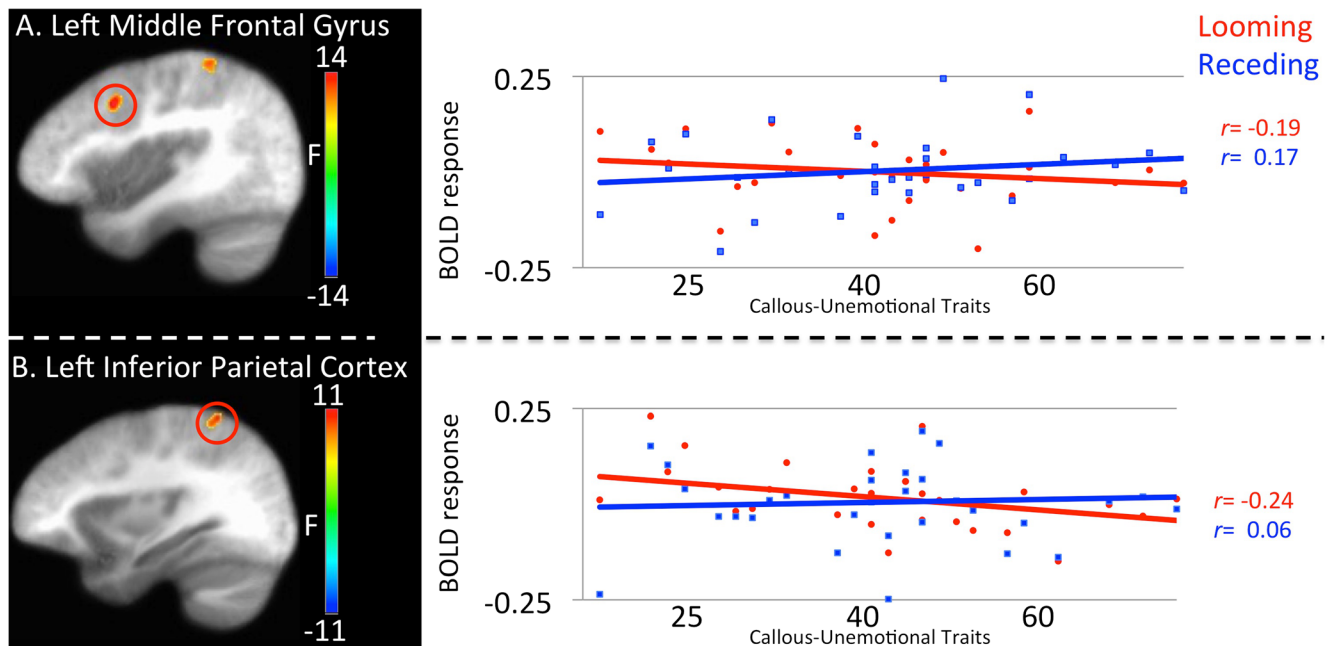 A. Left Middle Frontal Gyrus
14
F
-14
BOLD response
0.25
-0.25
25
40
60
Callous-Unemotional Traits
Looming
Receding
r= -0.19
r= 0.17
B. Left Inferior Parietal Cortex
11
F
-11
BOLD response
0.25
-0.25
25
40
60
Callous-Unemotional Traits
r= -0.24
r= 0.06